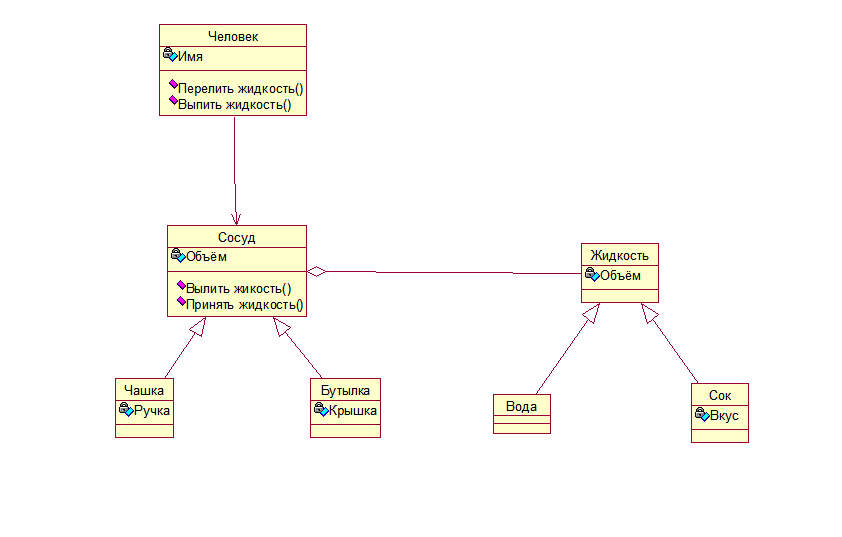 Человек
Имя
Перелить жидкость()
Выпить жидкость()
Сосуд
Объём
Вылить жикость()
Принять жидкость()
Жидкость
Объём
Чашка
Ручка
Бутылка
Крышка
Вода
Сок
Вкус